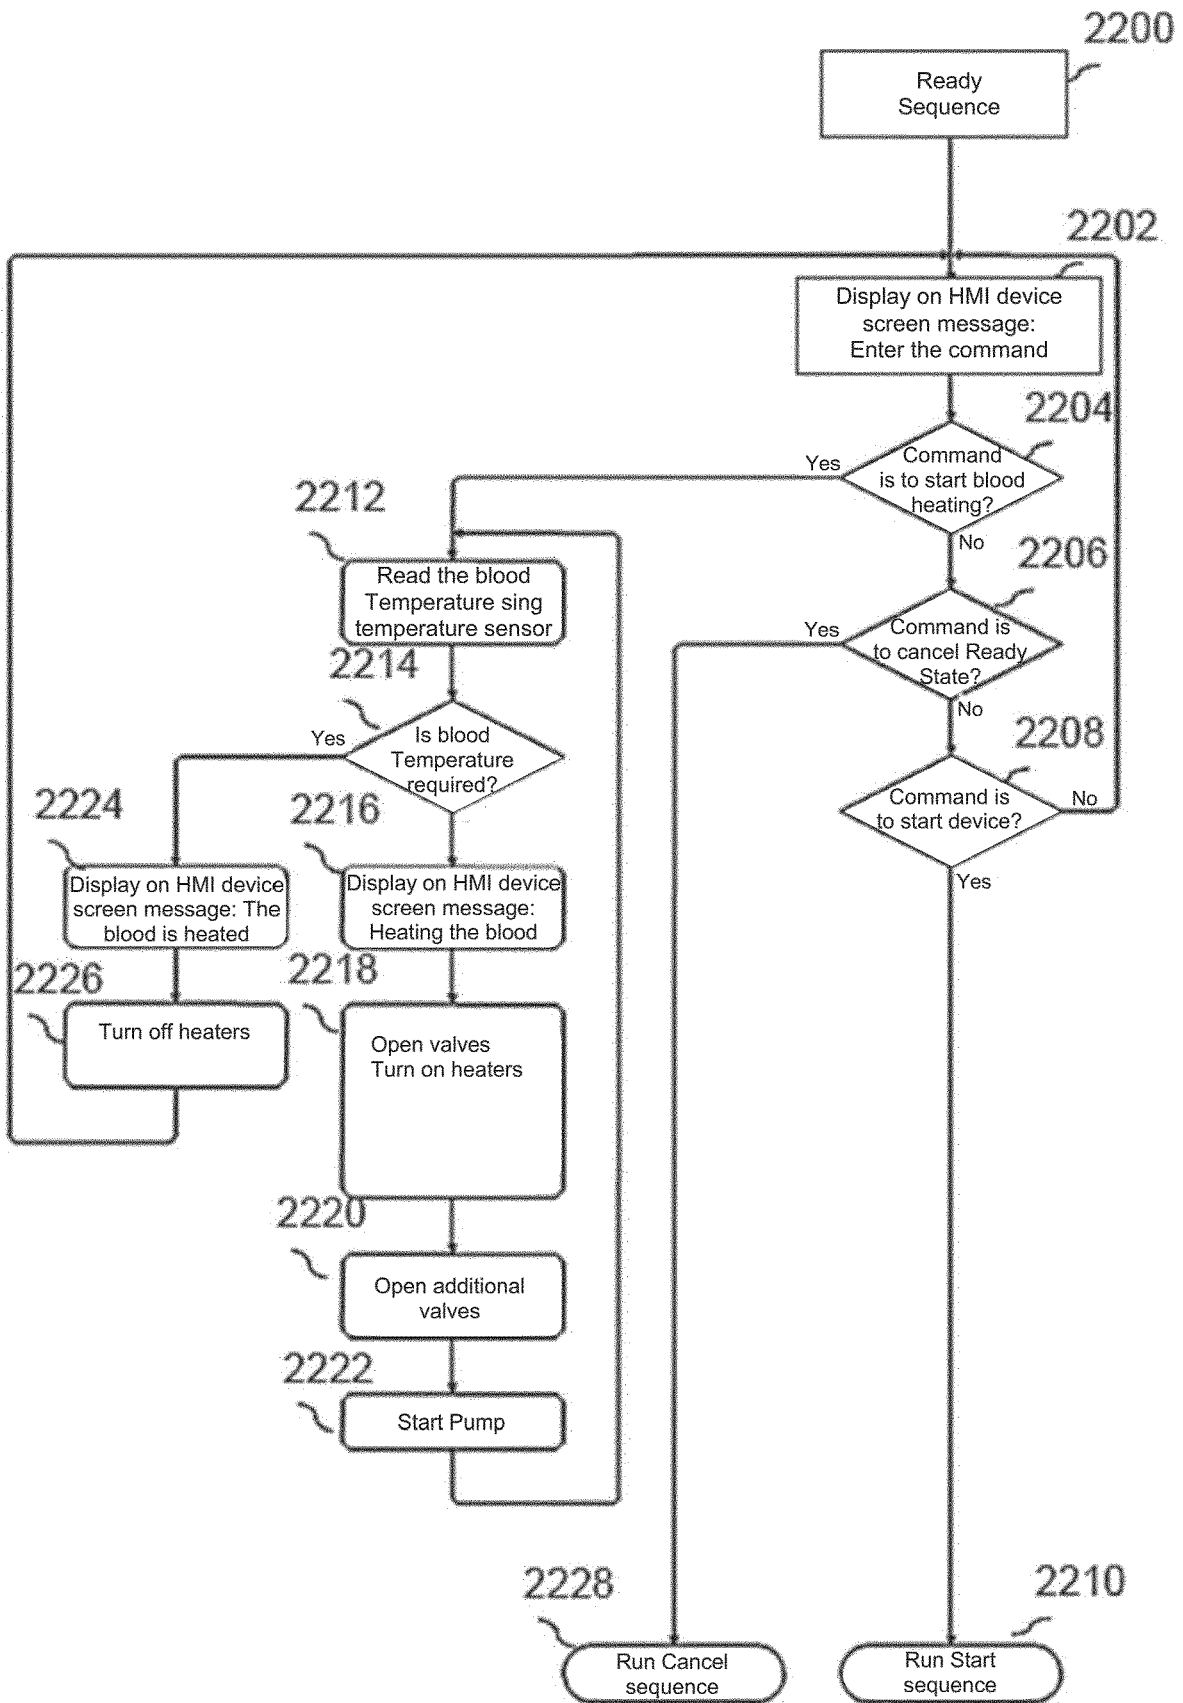 2200
Ready
Sequence
2202
Display on HMI device
screen message:
Enter the command
2204
Command
is to start blood
heating?
Yes
No
2212
Read the blood
Temperature sing
temperature sensor
2206
Command is
to cancel Ready
State?
Yes
No
2214
Is blood
Temperature
required?
Yes
2208
Command is
to start device?
No
Yes
2224
Display on HMI device
screen message: The
blood is heated
2216
Display on HMI device
screen message:
Heating the blood
2226
Turn off heaters
2218
Open valves
Turn on heaters
2220
Open additional
valves
2222
Start Pump
2228
Run Cancel
sequence
2210
Run Start
sequence